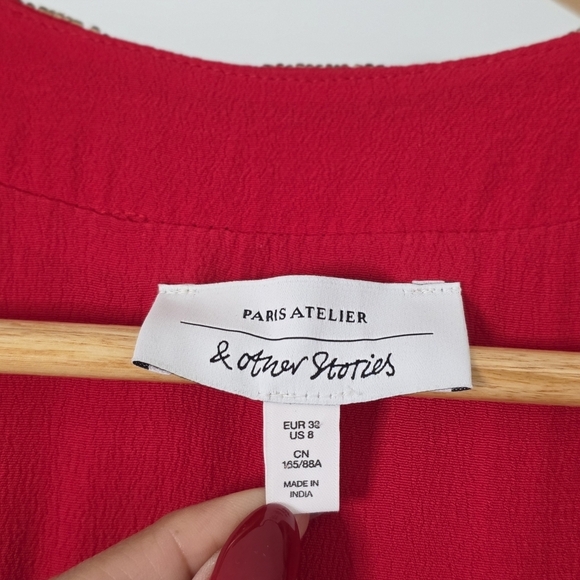 PARIS ATELIER
& other Stories
EUR 38
US 8
CN
165/88A
MADE IN
INDIA